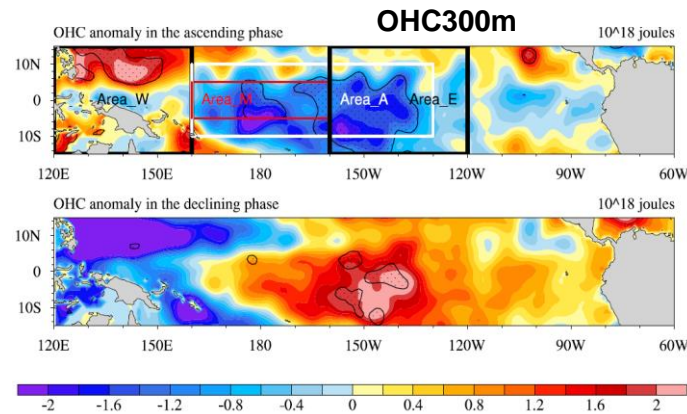 OHC300m
OHC anomaly in the ascending phase 10^18 joules
10N
0
10S
Area_W Area_M Area_A Area_E
120E 150E 180 150W 120W 90W 60W
OHC anomaly in the declining phase 10^18 joules
10N
0
10S
120E 150E 180 150W 120W 90W 60W
-2 -1.6 -1.2 -0.8 -0.4 0 0.4 0.8 1.2 1.6 2